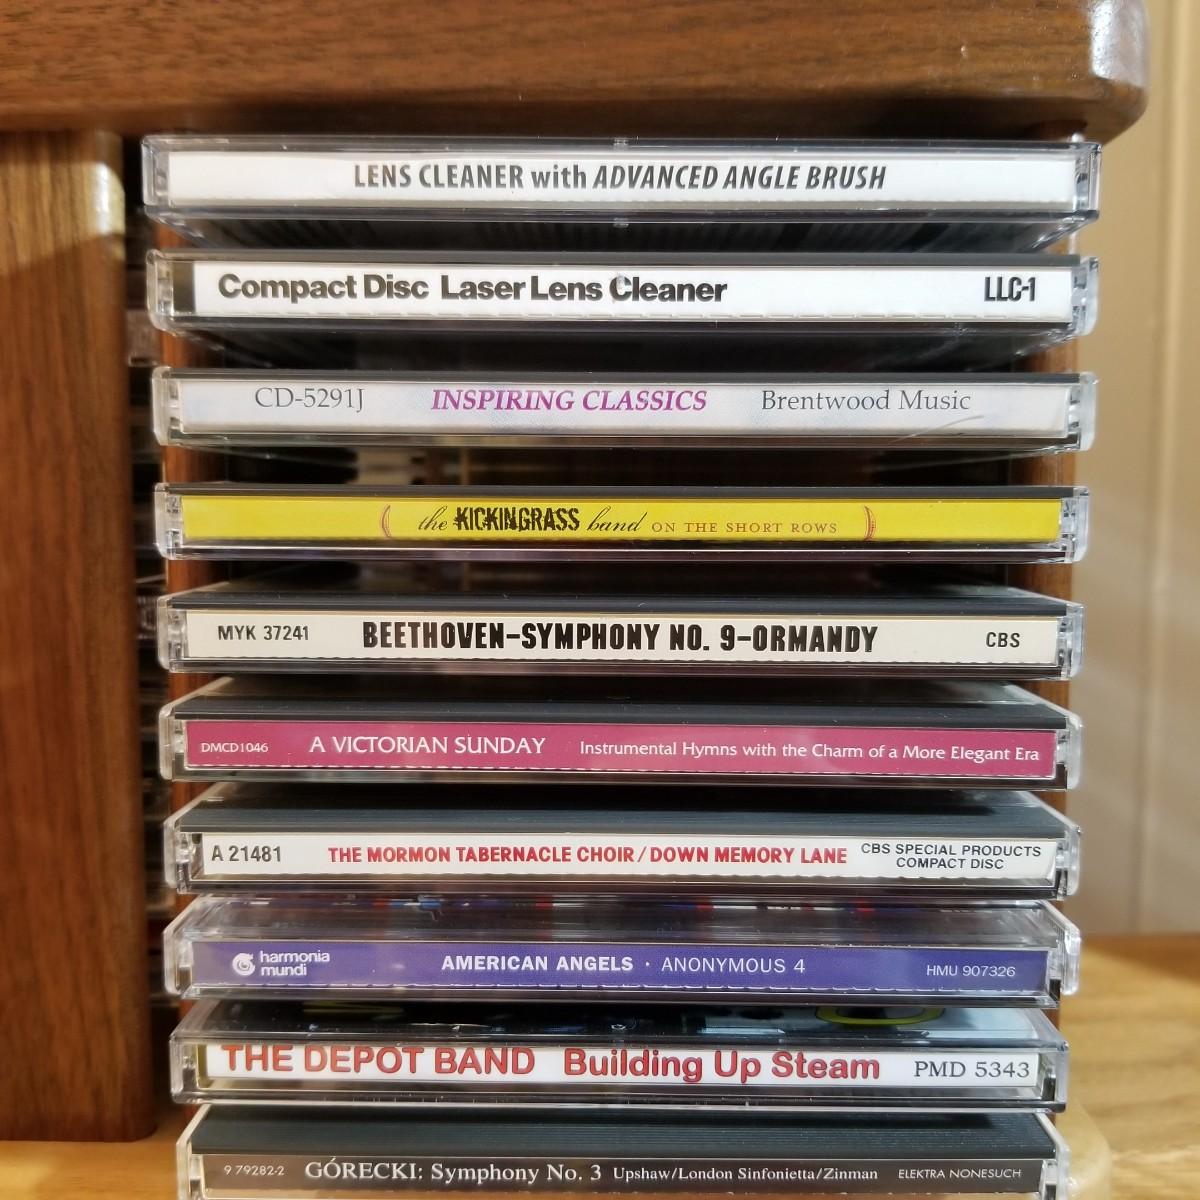 LENS CLEANER with ADVANCED ANGLE BRUSH
Compact Disc Laser Lens Cleaner LLC-1
CD-5291J INSPIRING CLASSICS Brentwood Music
the KICKINGRASS band ON THE SHORT ROWS
MYK 37241 BEETHOVEN-SYMPHONY NO. 9-ORMANDY CBS
DMCD1046 A VICTORIAN SUNDAY Instrumental Hymns with the Charm of a More Elegant Era
A 21481 THE MORMON TABERNACLE CHOIR/DOWN MEMORY LANE CBS SPECIAL PRODUCTS
COMPACT DISC
harmonia
mundi
AMERICAN ANGELS · ANONYMOUS 4 HMU 907326
THE DEPOT BAND Building Up Steam PMD 5343
9 79282-2 GÓRECKI: Symphony No. 3 Upshaw/London Sinfonietta/Zinman ELEKTRA NONESUCH